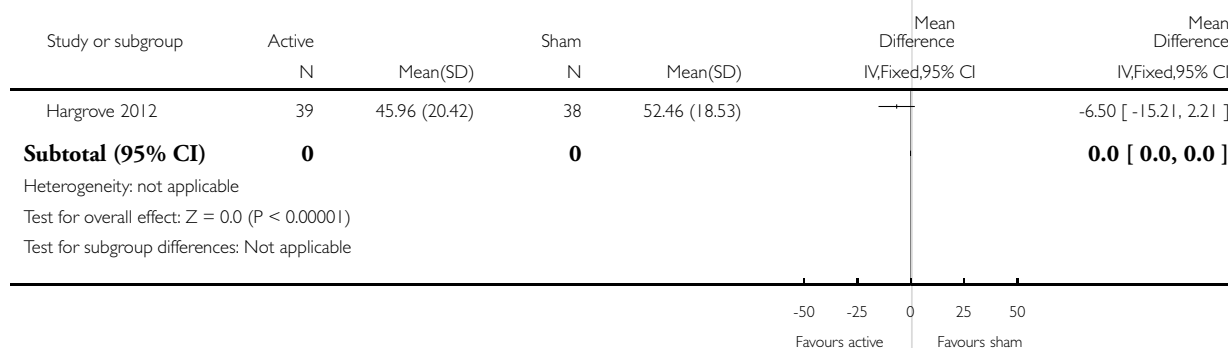 Study or subgroup Active Sham Mean Difference Mean Difference
N Mean(SD) N Mean(SD) IV,Fixed,95% CI IV,Fixed,95% CI
Hargrove 2012 39 45.96 (20.42) 38 52.46 (18.53) -6.50 [ -15.21, 2.21 ]
Subtotal (95% CI) 0 0 0.0 [ 0.0, 0.0 ]
Heterogeneity: not applicable
Test for overall effect: Z = 0.0 (P < 0.00001)
Test for subgroup differences: Not applicable
-50 -25 0 25 50
Favours active Favours sham